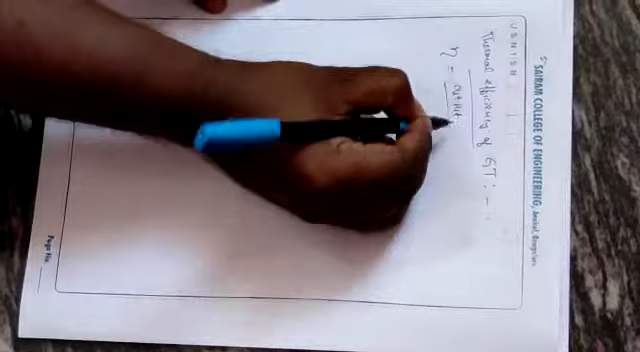 SAIRAM COLLEGE OF ENGINEERING, Anekal, Bengaluru.
USN
Thermal efficiency of GT : -
η = output
Page No.